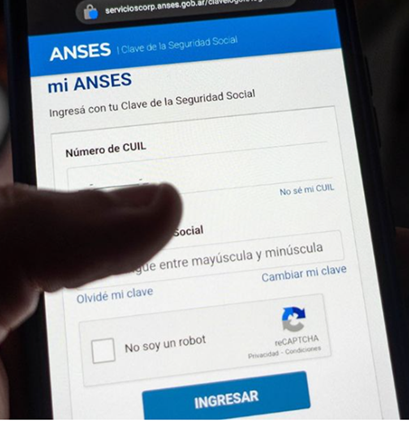 servicioscorp.anses.gob.ar/clavelog
ANSES | Clave de la Seguridad Social
mi ANSES
Ingresá con tu Clave de la Seguridad Social
Número de CUIL
No sé mi CUIL
Social
gue entre mayúscula y minúscula
Olvidé mi clave
Cambiar mi clave
No soy un robot
reCAPTCHA
Privacidad - Condiciones
INGRESAR